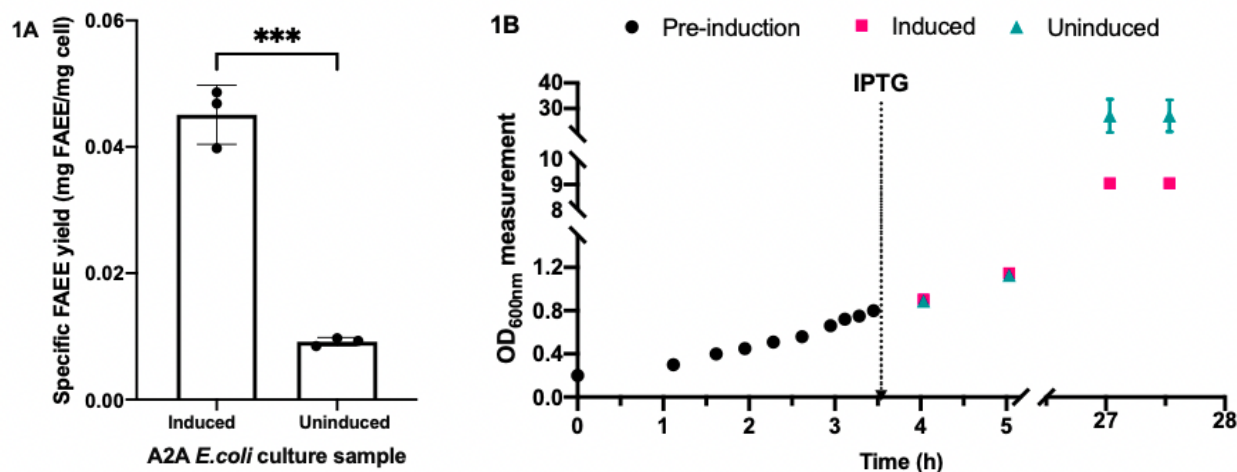 1A
Specific FAEE yield (mg FAEE/mg cell)
0.06
0.04
0.02
0.00
***
Induced Uninduced
A2A E.coli culture sample
1B
Pre-induction Induced Uninduced
IPTG
OD600nm measurement
40
30
10
9
8
1.2
0.8
0.4
0.0
0 1 2 3 4 5 27 28
Time (h)